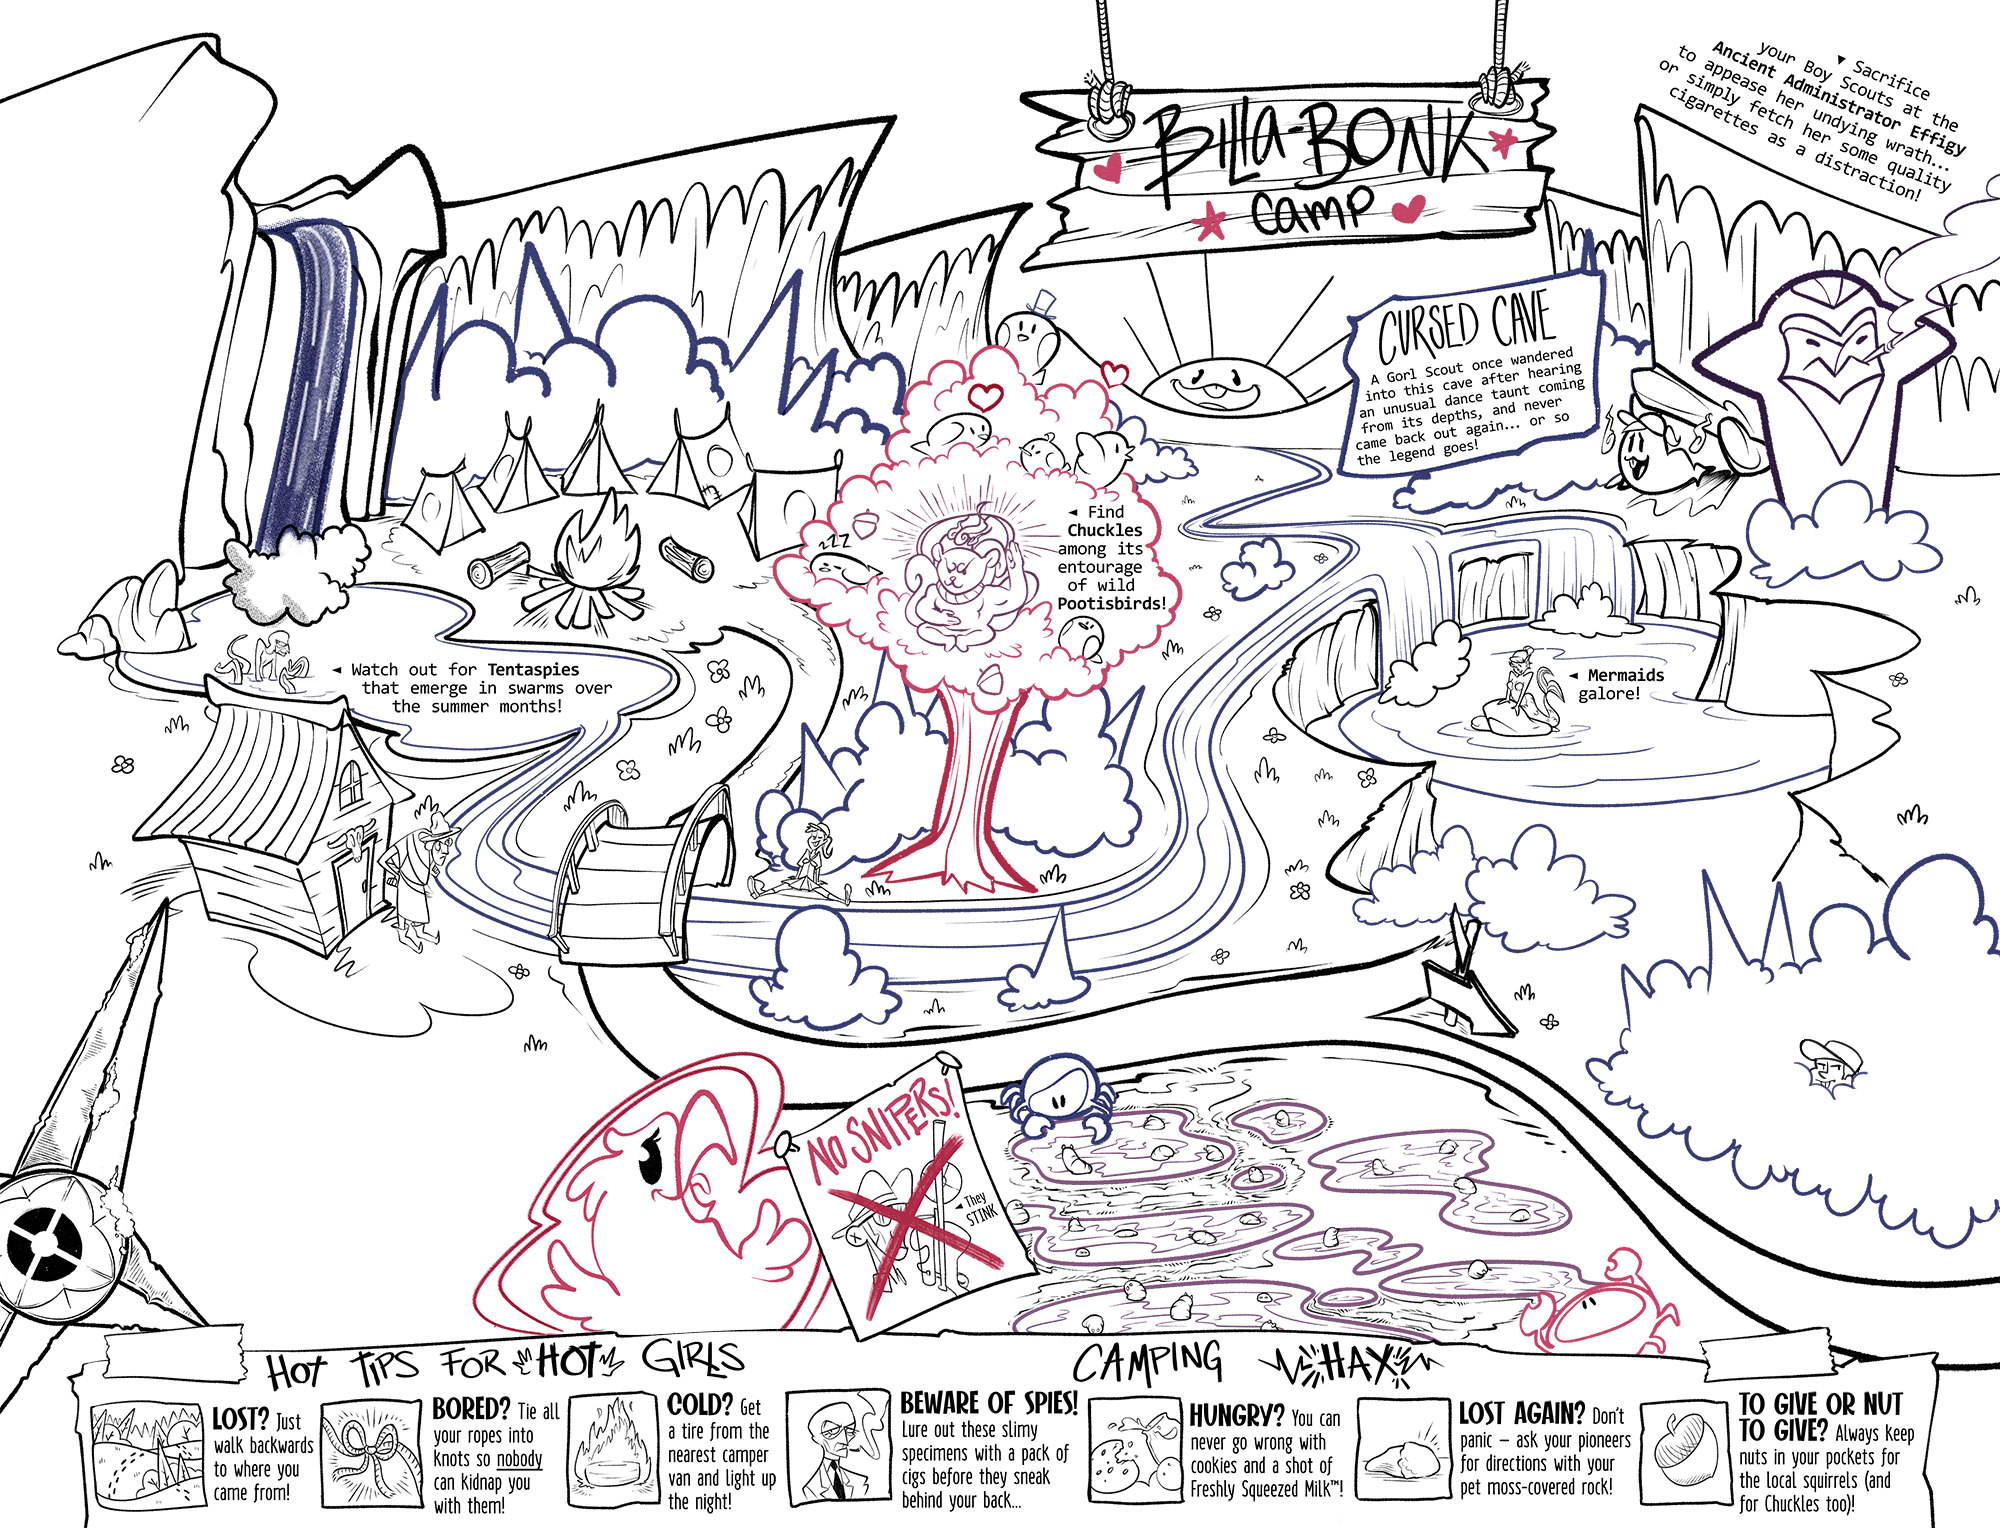 BILLA-BONK
camp
▼ Sacrifice
your Boy Scouts at the
Ancient Administrator Effigy
to appease her undying wrath...
or simply fetch her some quality
cigarettes as a distraction!
CURSED CAVE
A Gorl Scout once wandered
into this cave after hearing
an unusual dance taunt coming
from its depths, and never
came back out again... or so
the legend goes!
zzz
◄ Find
Chuckles
among its
entourage
of wild
Pootisbirds!
◄ Watch out for Tentaspies
that emerge in swarms over
the summer months!
◄ Mermaids
galore!
NO SNIPERS!
◄ They
STINK
HOT TIPS FOR HOT GIRLS
CAMPING HAX
LOST? Just
walk backwards
to where you
came from!
BORED? Tie all
your ropes into
knots so nobody
can kidnap you
with them!
COLD? Get
a tire from the
nearest camper
van and light up
the night!
BEWARE OF SPIES!
Lure out these slimy
specimens with a pack of
cigs before they sneak
behind your back...
HUNGRY? You can
never go wrong with
cookies and a shot of
Freshly Squeezed Milk™!
LOST AGAIN? Don't
panic – ask your pioneers
for directions with your
pet moss-covered rock!
TO GIVE OR NUT
TO GIVE? Always keep
nuts in your pockets for
the local squirrels (and
for Chuckles too)!